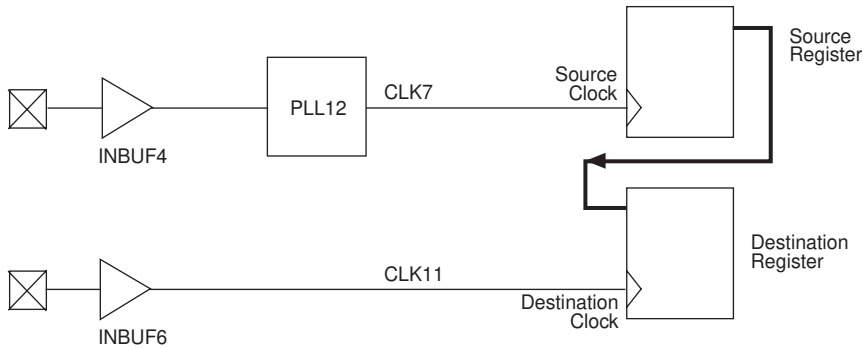 Source
Register
Source
Clock
PLL12
CLK7
INBUF4
Destination
Register
CLK11
Destination
Clock
INBUF6